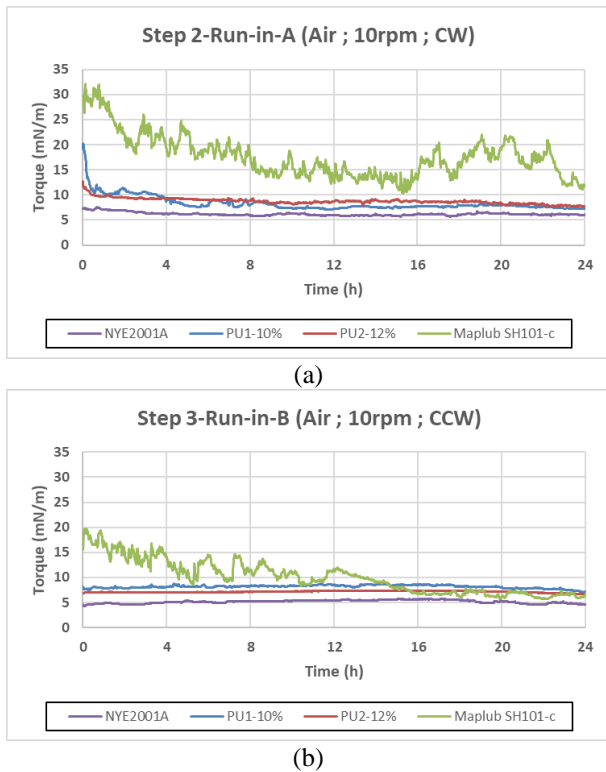 Step 2-Run-in-A (Air ; 10rpm ; CW)
35
30
25
20
15
10
5
0
Torque (mN/m)
0 4 8 12 16 20 24
Time (h)
NYE2001A PU1-10% PU2-12% Maplub SH101-c
(a)
Step 3-Run-in-B (Air ; 10rpm ; CCW)
35
30
25
20
15
10
5
0
Torque (mN/m)
0 4 8 12 16 20 24
Time (h)
NYE2001A PU1-10% PU2-12% Maplub SH101-c
(b)